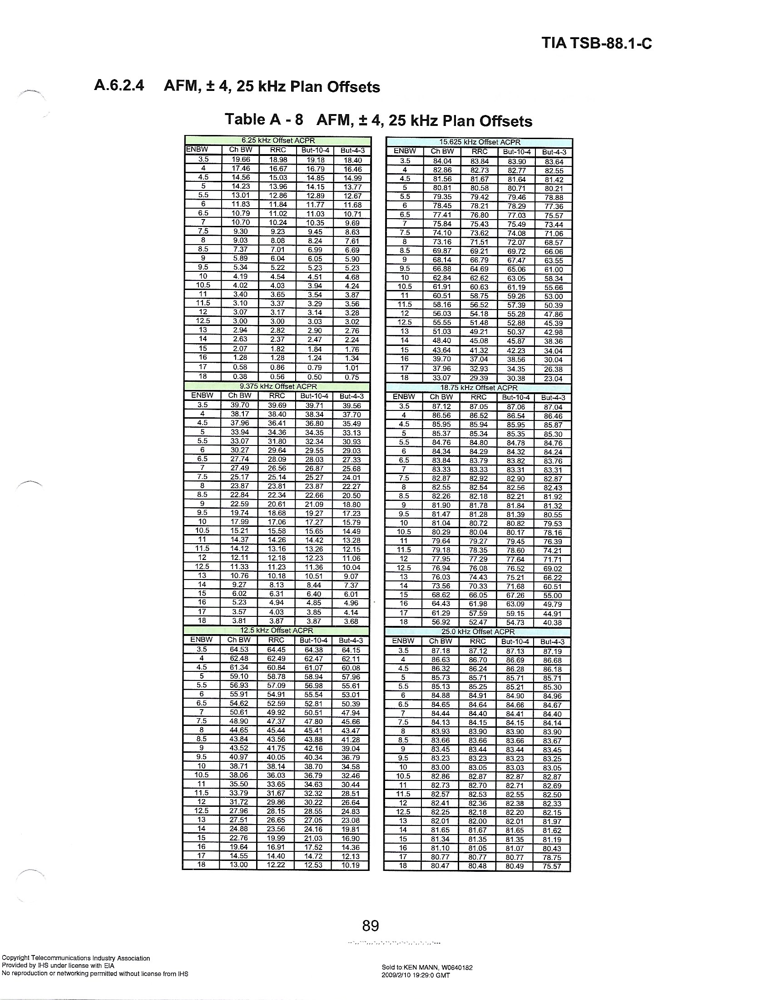 TIA TSB-88.1-C
A.6.2.4 AFM, ± 4, 25 kHz Plan Offsets
Table A - 8 AFM, ± 4, 25 kHz Plan Offsets
6.25 kHz Offset ACPR
ENBW Ch BW RRC But-10-4 But-4-3
3.5 19.66 18.98 19.18 18.40
4 17.46 16.67 16.79 16.46
4.5 14.56 15.03 14.85 14.99
5 14.23 13.96 14.15 13.77
5.5 13.01 12.86 12.89 12.67
6 11.83 11.84 11.77 11.68
6.5 10.79 11.02 11.03 10.71
7 10.70 10.24 10.35 9.69
7.5 9.30 9.23 9.45 8.63
8 9.03 8.08 8.24 7.61
8.5 7.37 7.01 6.99 6.69
9 5.89 6.04 6.05 5.90
9.5 5.34 5.22 5.23 5.23
10 4.19 4.54 4.51 4.68
10.5 4.02 4.03 3.94 4.24
11 3.40 3.65 3.54 3.87
11.5 3.10 3.37 3.29 3.56
12 3.07 3.17 3.14 3.28
12.5 3.00 3.00 3.03 3.02
13 2.94 2.82 2.90 2.76
14 2.63 2.37 2.47 2.24
15 2.07 1.82 1.84 1.76
16 1.28 1.28 1.24 1.34
17 0.58 0.86 0.79 1.01
18 0.38 0.56 0.50 0.75
9.375 kHz Offset ACPR
ENBW Ch BW RRC But-10-4 But-4-3
3.5 39.70 39.69 39.71 39.56
4 38.17 38.40 38.34 37.70
4.5 37.96 36.41 36.80 35.49
5 33.94 34.36 34.35 33.13
5.5 33.07 31.80 32.34 30.93
6 30.27 29.64 29.55 29.03
6.5 27.74 28.09 28.03 27.33
7 27.49 26.56 26.87 25.68
7.5 25.17 25.14 25.27 24.01
8 23.87 23.81 23.87 22.27
8.5 22.84 22.34 22.66 20.50
9 22.59 20.61 21.09 18.80
9.5 19.74 18.68 19.27 17.23
10 17.99 17.06 17.27 15.79
10.5 15.21 15.58 15.65 14.49
11 14.37 14.26 14.42 13.28
11.5 14.12 13.16 13.26 12.15
12 12.11 12.18 12.23 11.06
12.5 11.33 11.23 11.36 10.04
13 10.76 10.18 10.51 9.07
14 9.27 8.13 8.44 7.37
15 6.02 6.31 6.40 6.01
16 5.23 4.94 4.85 4.96
17 3.57 4.03 3.85 4.14
18 3.81 3.87 3.87 3.68
12.5 kHz Offset ACPR
ENBW Ch BW RRC But-10-4 But-4-3
3.5 64.53 64.45 64.38 64.15
4 62.48 62.49 62.47 62.11
4.5 61.34 60.84 61.07 60.08
5 59.10 58.78 58.94 57.96
5.5 56.93 57.09 56.98 55.61
6 55.91 54.91 55.54 53.01
6.5 54.62 52.59 52.81 50.39
7 50.61 49.92 50.51 47.94
7.5 48.90 47.37 47.80 45.66
8 44.65 45.44 45.41 43.47
8.5 43.84 43.56 43.88 41.28
9 43.52 41.75 42.16 39.04
9.5 40.97 40.05 40.34 36.79
10 38.71 38.14 38.70 34.58
10.5 38.06 36.03 36.79 32.46
11 35.50 33.65 34.63 30.44
11.5 33.79 31.67 32.32 28.51
12 31.72 29.86 30.22 26.64
12.5 27.96 28.15 28.55 24.83
13 27.51 26.65 27.05 23.08
14 24.88 23.56 24.16 19.81
15 22.76 19.99 21.03 16.90
16 19.64 16.91 17.52 14.36
17 14.55 14.40 14.72 12.13
18 13.00 12.22 12.53 10.19
15.625 kHz Offset ACPR
ENBW Ch BW RRC But-10-4 But-4-3
3.5 84.04 83.84 83.90 83.64
4 82.86 82.73 82.77 82.55
4.5 81.56 81.67 81.64 81.42
5 80.81 80.58 80.71 80.21
5.5 79.35 79.42 79.46 78.88
6 78.45 78.21 78.29 77.36
6.5 77.41 76.80 77.03 75.57
7 75.84 75.43 75.49 73.44
7.5 74.10 73.62 74.08 71.06
8 73.16 71.51 72.07 68.57
8.5 69.87 69.21 69.72 66.06
9 68.14 66.79 67.47 63.55
9.5 66.88 64.69 65.06 61.00
10 62.84 62.62 63.05 58.34
10.5 61.91 60.63 61.19 55.66
11 60.51 58.75 59.26 53.00
11.5 58.16 56.52 57.39 50.39
12 56.03 54.18 55.28 47.86
12.5 55.55 51.48 52.88 45.39
13 51.03 49.21 50.37 42.98
14 48.40 45.08 45.87 38.36
15 43.64 41.32 42.23 34.04
16 39.70 37.04 38.56 30.04
17 37.96 32.93 34.35 26.38
18 33.07 29.39 30.38 23.04
18.75 kHz Offset ACPR
ENBW Ch BW RRC But-10-4 But-4-3
3.5 87.12 87.05 87.06 87.04
4 86.56 86.52 86.54 86.46
4.5 85.95 85.94 85.95 85.87
5 85.37 85.34 85.35 85.30
5.5 84.76 84.80 84.78 84.76
6 84.34 84.29 84.32 84.24
6.5 83.84 83.79 83.82 83.76
7 83.33 83.33 83.31 83.31
7.5 82.87 82.92 82.90 82.87
8 82.55 82.54 82.56 82.43
8.5 82.26 82.18 82.21 81.92
9 81.90 81.78 81.84 81.32
9.5 81.47 81.28 81.39 80.55
10 81.04 80.72 80.82 79.53
10.5 80.29 80.04 80.17 78.16
11 79.64 79.27 79.45 76.39
11.5 79.18 78.35 78.60 74.21
12 77.95 77.29 77.64 71.71
12.5 76.94 76.08 76.52 69.02
13 76.03 74.43 75.21 66.22
14 73.56 70.33 71.68 60.51
15 68.62 66.05 67.26 55.00
16 64.43 61.98 63.09 49.79
17 61.29 57.59 59.15 44.91
18 56.92 52.47 54.73 40.38
25.0 kHz Offset ACPR
ENBW Ch BW RRC But-10-4 But-4-3
3.5 87.18 87.12 87.13 87.19
4 86.63 86.70 86.69 86.68
4.5 86.32 86.24 86.28 86.18
5 85.73 85.71 85.71 85.71
5.5 85.13 85.25 85.21 85.30
6 84.88 84.91 84.90 84.96
6.5 84.65 84.64 84.66 84.67
7 84.44 84.40 84.41 84.40
7.5 84.13 84.15 84.15 84.14
8 83.93 83.90 83.90 83.90
8.5 83.66 83.66 83.66 83.67
9 83.45 83.44 83.44 83.45
9.5 83.23 83.23 83.23 83.25
10 83.00 83.05 83.03 83.05
10.5 82.86 82.87 82.87 82.87
11 82.73 82.70 82.71 82.69
11.5 82.57 82.53 82.55 82.50
12 82.41 82.36 82.38 82.33
12.5 82.25 82.18 82.20 82.15
13 82.01 82.00 82.01 81.97
14 81.65 81.67 81.65 81.62
15 81.34 81.35 81.35 81.19
16 81.10 81.05 81.07 80.43
17 80.77 80.77 80.77 78.75
18 80.47 80.48 80.49 75.57
89
Copyright Telecommunications Industry Association
Provided by IHS under license with EIA
No reproduction or networking permitted without license from IHS
Sold to:KEN MANN, W0640182
2009/2/10 19:29:0 GMT